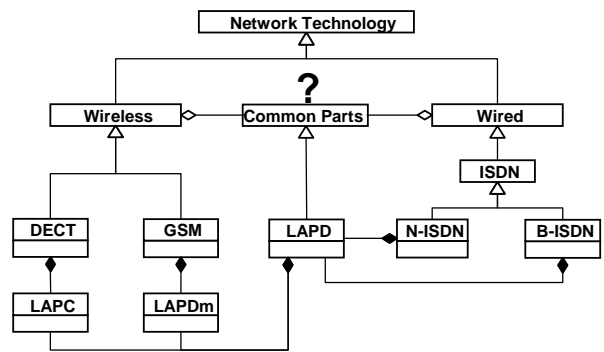 Network Technology
?
Wireless
Common Parts
Wired
ISDN
DECT
GSM
LAPD
N-ISDN
B-ISDN
LAPC
LAPDm